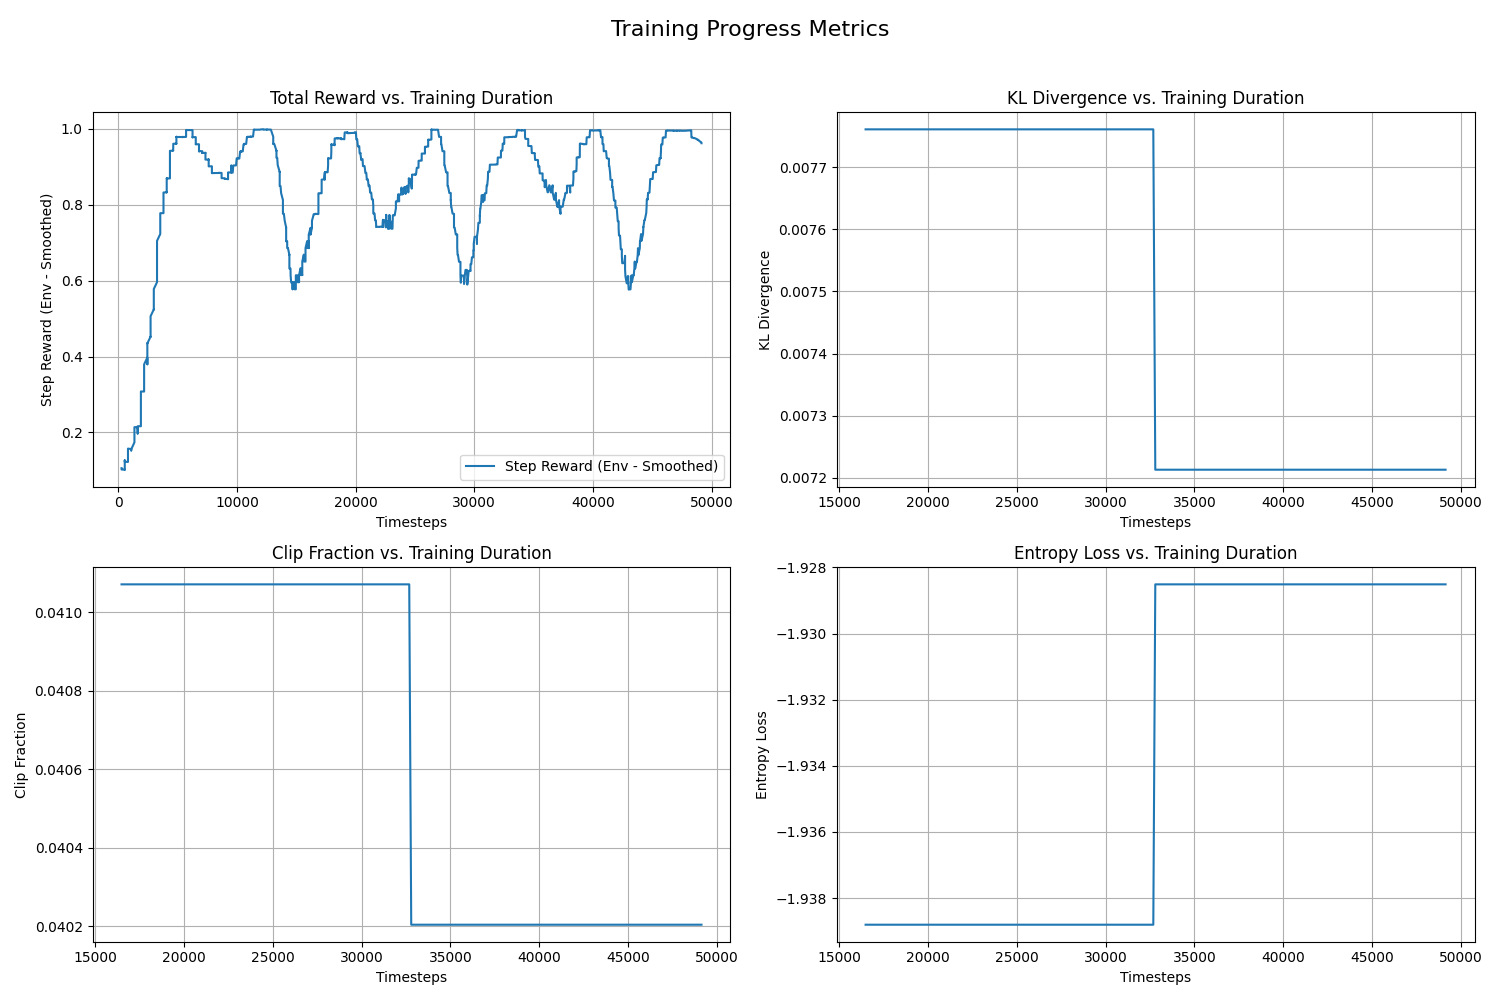 Training Progress Metrics
Total Reward vs. Training Duration
Step Reward (Env - Smoothed)
1.0
0.8
0.6
0.4
0.2
Step Reward (Env - Smoothed)
0 10000 20000 30000 40000 50000
Timesteps
KL Divergence vs. Training Duration
KL Divergence
0.0077
0.0076
0.0075
0.0074
0.0073
0.0072
15000 20000 25000 30000 35000 40000 45000 50000
Timesteps
Clip Fraction vs. Training Duration
Clip Fraction
0.0410
0.0408
0.0406
0.0404
0.0402
15000 20000 25000 30000 35000 40000 45000 50000
Timesteps
Entropy Loss vs. Training Duration
Entropy Loss
−1.928
−1.930
−1.932
−1.934
−1.936
−1.938
15000 20000 25000 30000 35000 40000 45000 50000
Timesteps